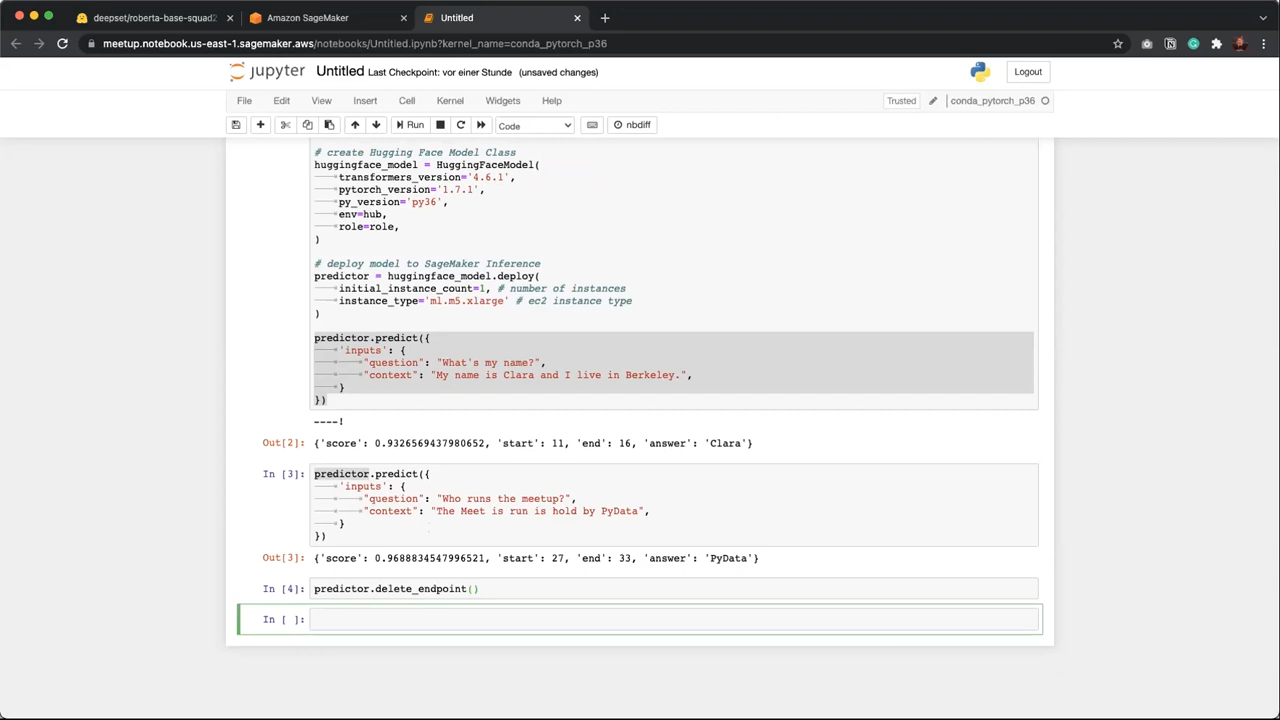 deepset/roberta-base-squad2
Amazon SageMaker
Untitled
meetup.notebook.us-east-1.sagemaker.aws/notebooks/Untitled.ipynb?kernel_name=conda_pytorch_p36
jupyter Untitled Last Checkpoint: vor einer Stunde (unsaved changes)
Logout
File Edit View Insert Cell Kernel Widgets Help
Trusted conda_pytorch_p36
Run Code nbdiff
# create Hugging Face Model Class
huggingface_model = HuggingFaceModel(
transformers_version='4.6.1',
pytorch_version='1.7.1',
py_version='py36',
env=hub,
role=role,
)
# deploy model to SageMaker Inference
predictor = huggingface_model.deploy(
initial_instance_count=1, # number of instances
instance_type='ml.m5.xlarge' # ec2 instance type
)
predictor.predict({
'inputs': {
"question": "What's my name?",
"context": "My name is Clara and I live in Berkeley.",
}
})
----!
Out[2]: {'score': 0.9326569437980652, 'start': 11, 'end': 16, 'answer': 'Clara'}
In [3]: predictor.predict({
'inputs': {
"question": "Who runs the meetup?",
"context": "The Meet is run is hold by PyData",
}
})
Out[3]: {'score': 0.9688834547996521, 'start': 27, 'end': 33, 'answer': 'PyData'}
In [4]: predictor.delete_endpoint()
In [ ]: